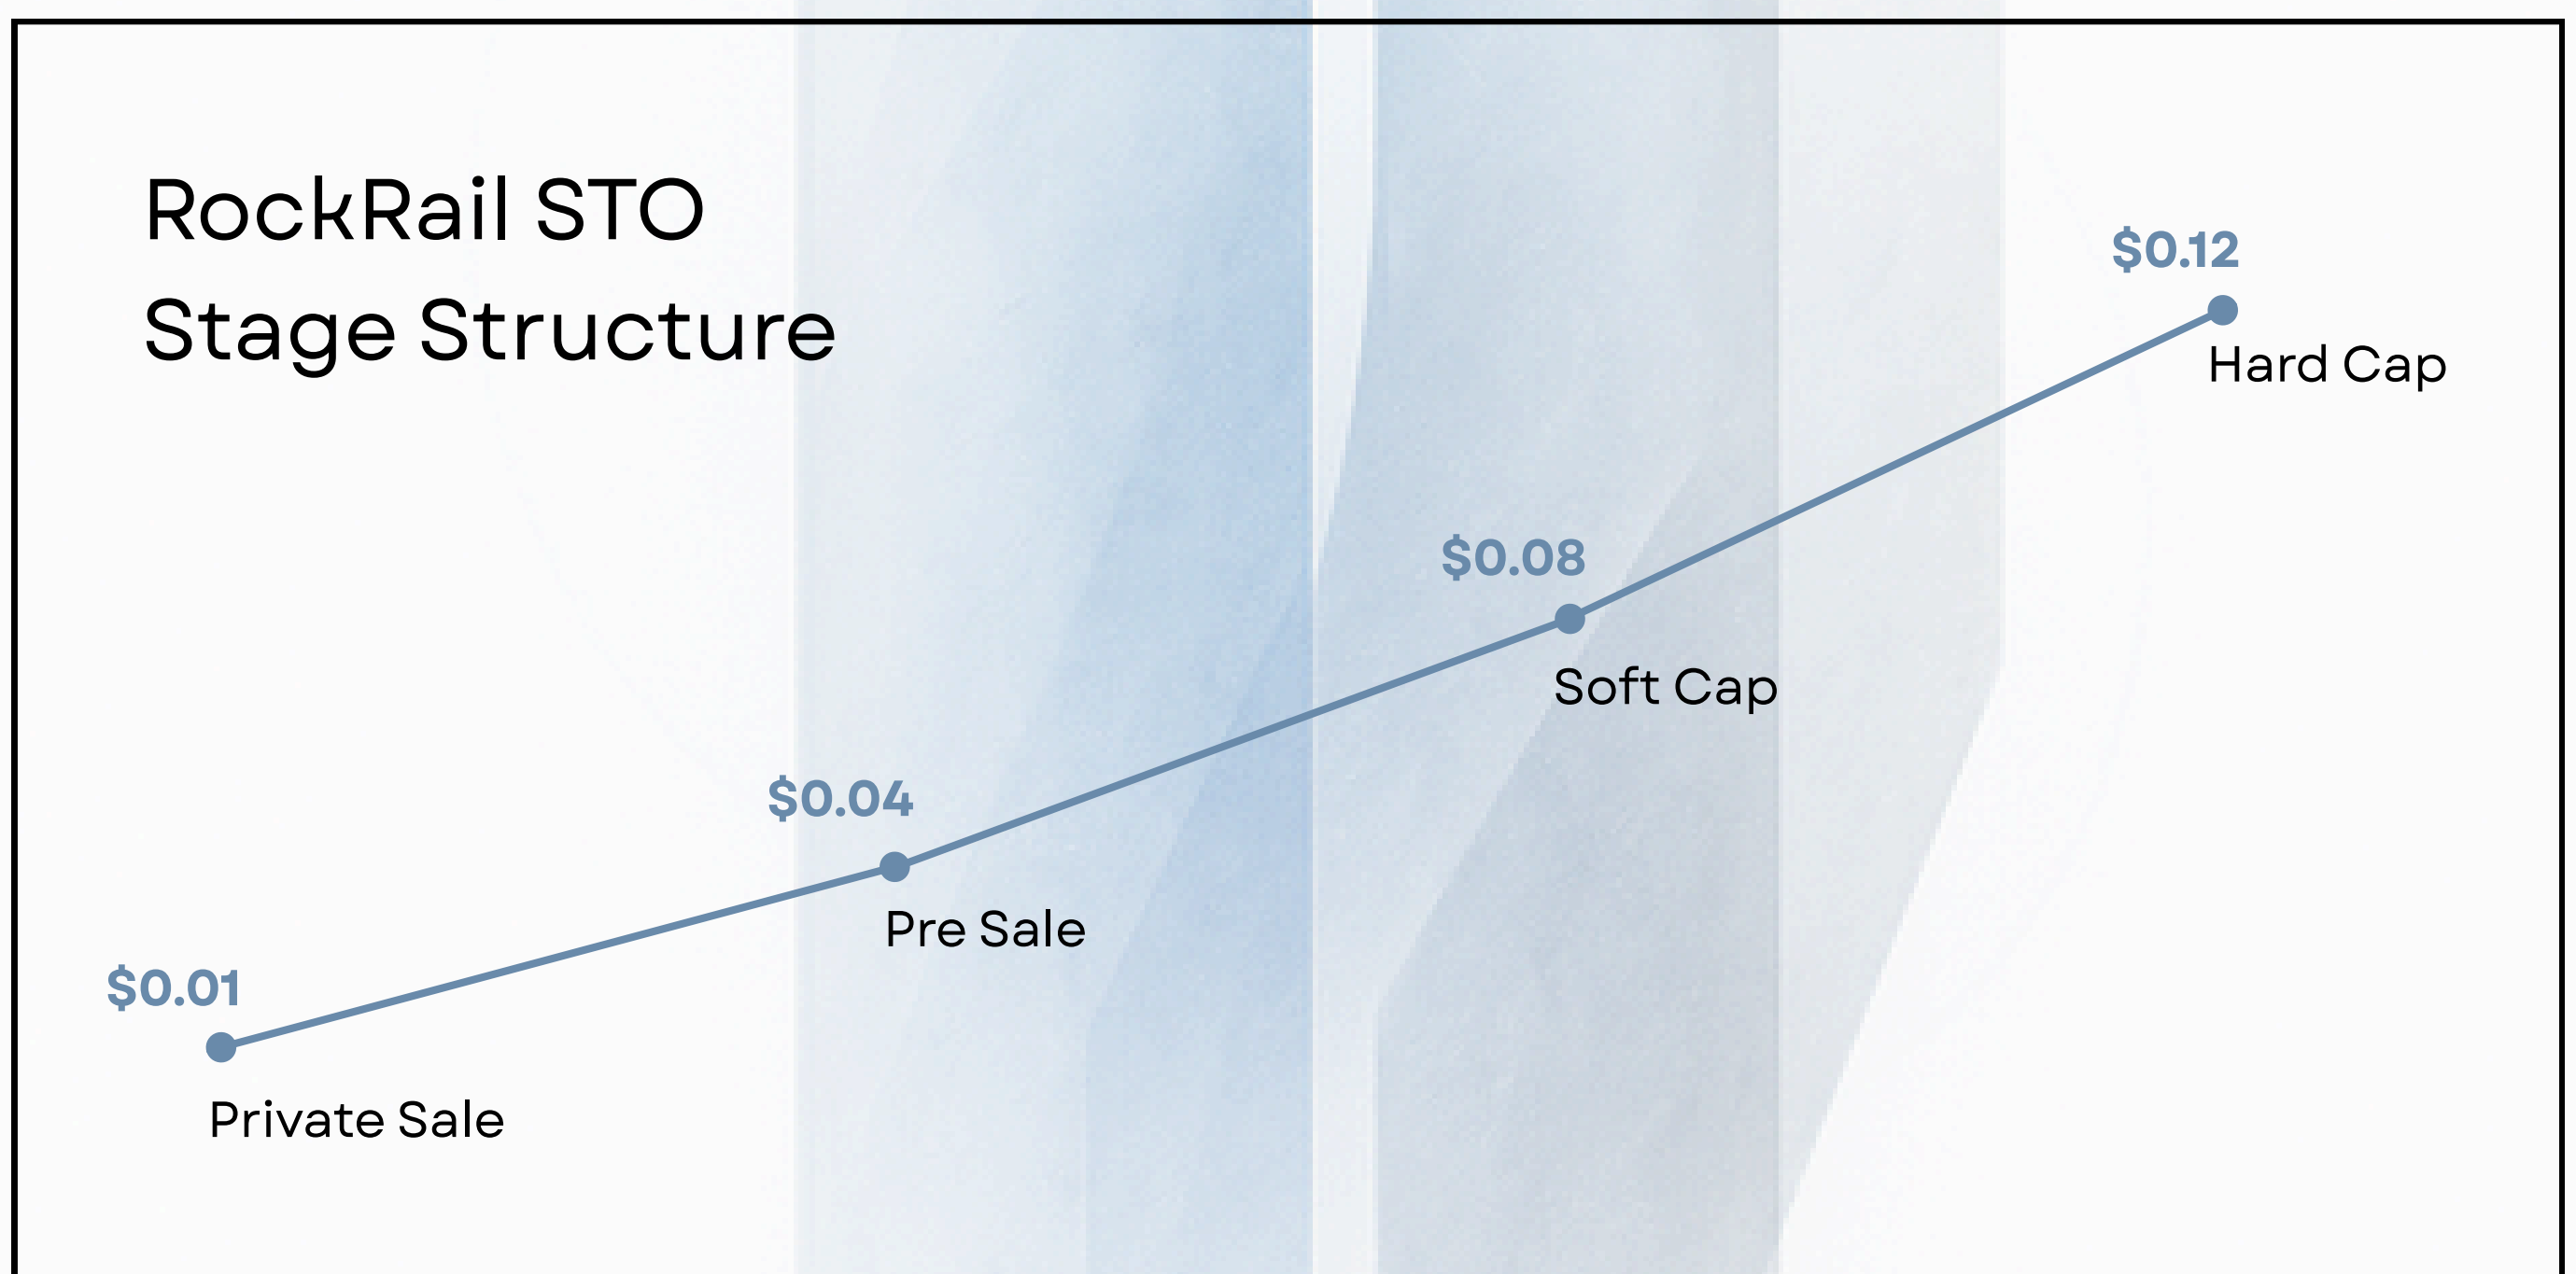 RockRail STO
Stage Structure
$0.12
Hard Cap
$0.08
Soft Cap
$0.04
Pre Sale
$0.01
Private Sale